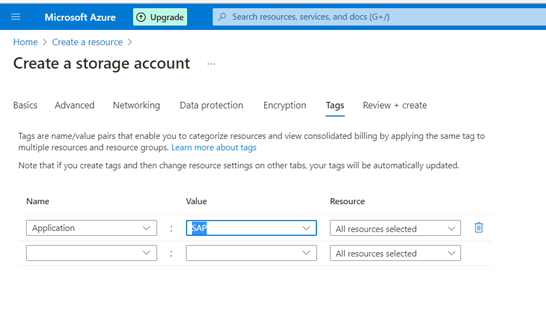 Microsoft Azure Upgrade Search resources, services, and docs (G+/)
Home > Create a resource >
Create a storage account ...
Basics Advanced Networking Data protection Encryption Tags Review + create
Tags are name/value pairs that enable you to categorize resources and view consolidated billing by applying the same tag to
multiple resources and resource groups. Learn more about tags
Note that if you create tags and then change resource settings on other tabs, your tags will be automatically updated.
Name Value Resource
Application : SAP All resources selected
: All resources selected